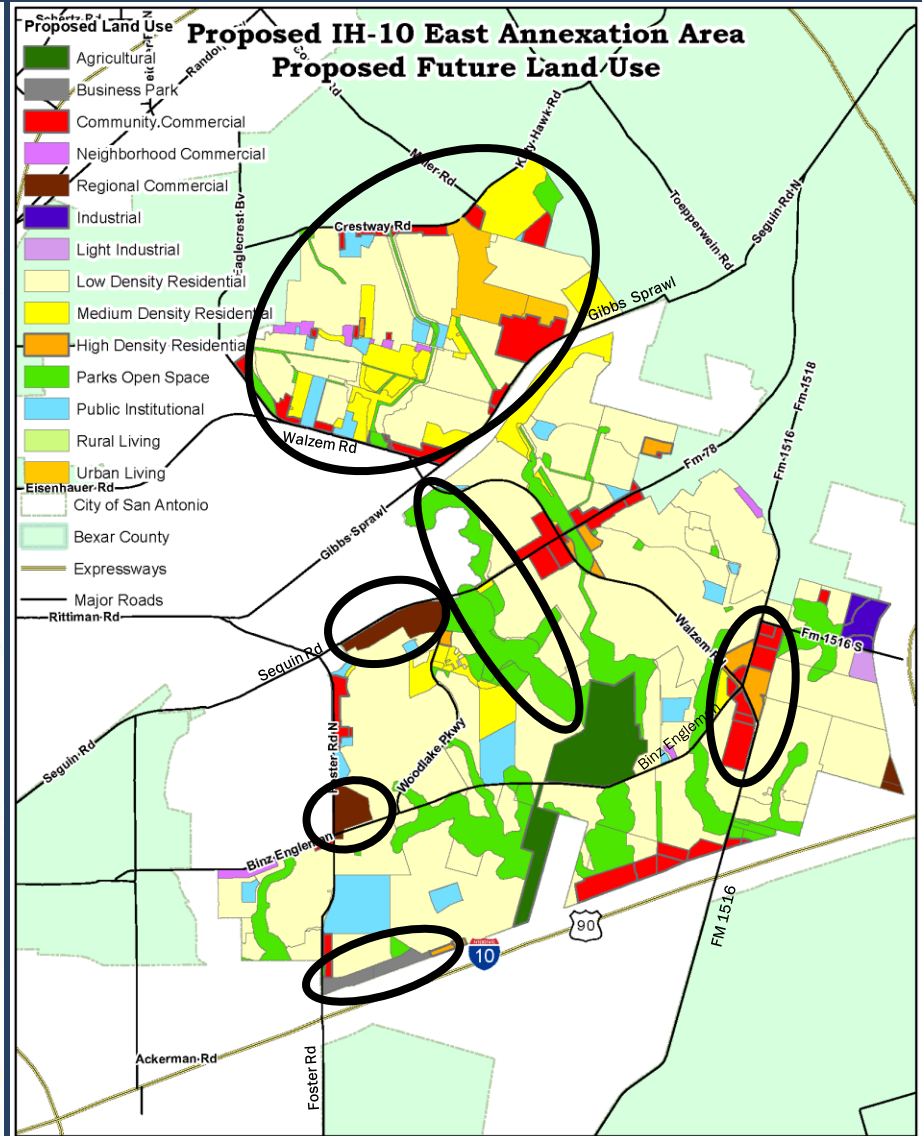 Proposed IH-10 East Annexation Area
Proposed Future Land Use
Schertz Rd
Proposed Land Use
Agricultural
Business Park
Community Commercial
Neighborhood Commercial
Regional Commercial
Industrial
Light Industrial
Low Density Residential
Medium Density Residential
High Density Residential
Parks Open Space
Public Institutional
Rural Living
Urban Living
City of San Antonio
Bexar County
Expressways
Major Roads
Miller-Rd
Katy-Hawk-Rd
Crestway Rd
Eaglecrest-Bv
Toepperwein-Rd
Seguin-Rd-N
Gibbs Sprawl
Walzem Rd
Eisenhauer-Rd
Gibbs-Sprawl
Fm-78
Fm-1516
Fm-1518
Rittiman-Rd
Seguin Rd
Walzem-Rd
Fm-1516 S
Seguin-Rd
Foster-Rd-N
Woodlake-Pkwy
Binz Engleman
Binz-Engleman
FM 1516
90
10
Ackerman-Rd
Foster Rd